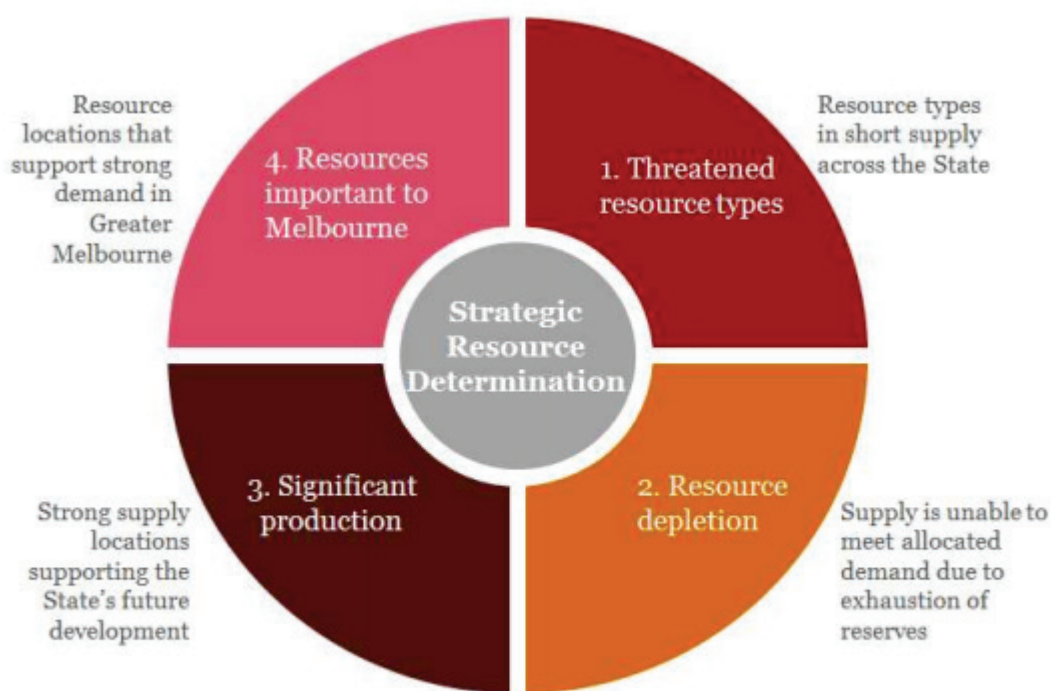 Resource
locations that
support strong
demand in
Greater
Melbourne
4. Resources
important to
Melbourne
1. Threatened
resource types
Resource types
in short supply
across the State
Strategic
Resource
Determination
Strong supply
locations
supporting the
State's future
development
3. Significant
production
2. Resource
depletion
Supply is unable to
meet allocated
demand due to
exhaustion of
reserves